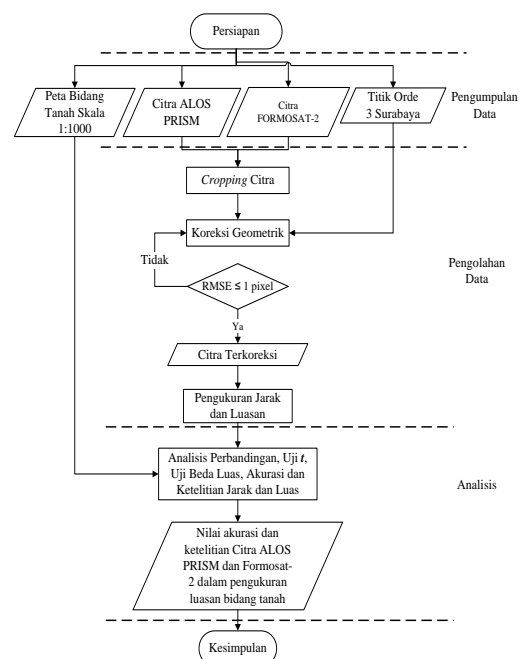 Persiapan
Peta Bidang
Tanah Skala
1:1000
Citra ALOS
PRISM
Citra
FORMOSAT-2
Titik Orde
3 Surabaya
Pengumpulan
Data
Cropping Citra
Koreksi Geometrik
Tidak
RMSE ≤ 1 pixel
Pengolahan
Data
Ya
Citra Terkoreksi
Pengukuran Jarak
dan Luasan
Analisis Perbandingan, Uji t,
Uji Beda Luas, Akurasi dan
Ketelitian Jarak dan Luas
Analisis
Nilai akurasi dan
ketelitian Citra ALOS
PRISM dan Formosat-
2 dalam pengukuran
luasan bidang tanah
Kesimpulan